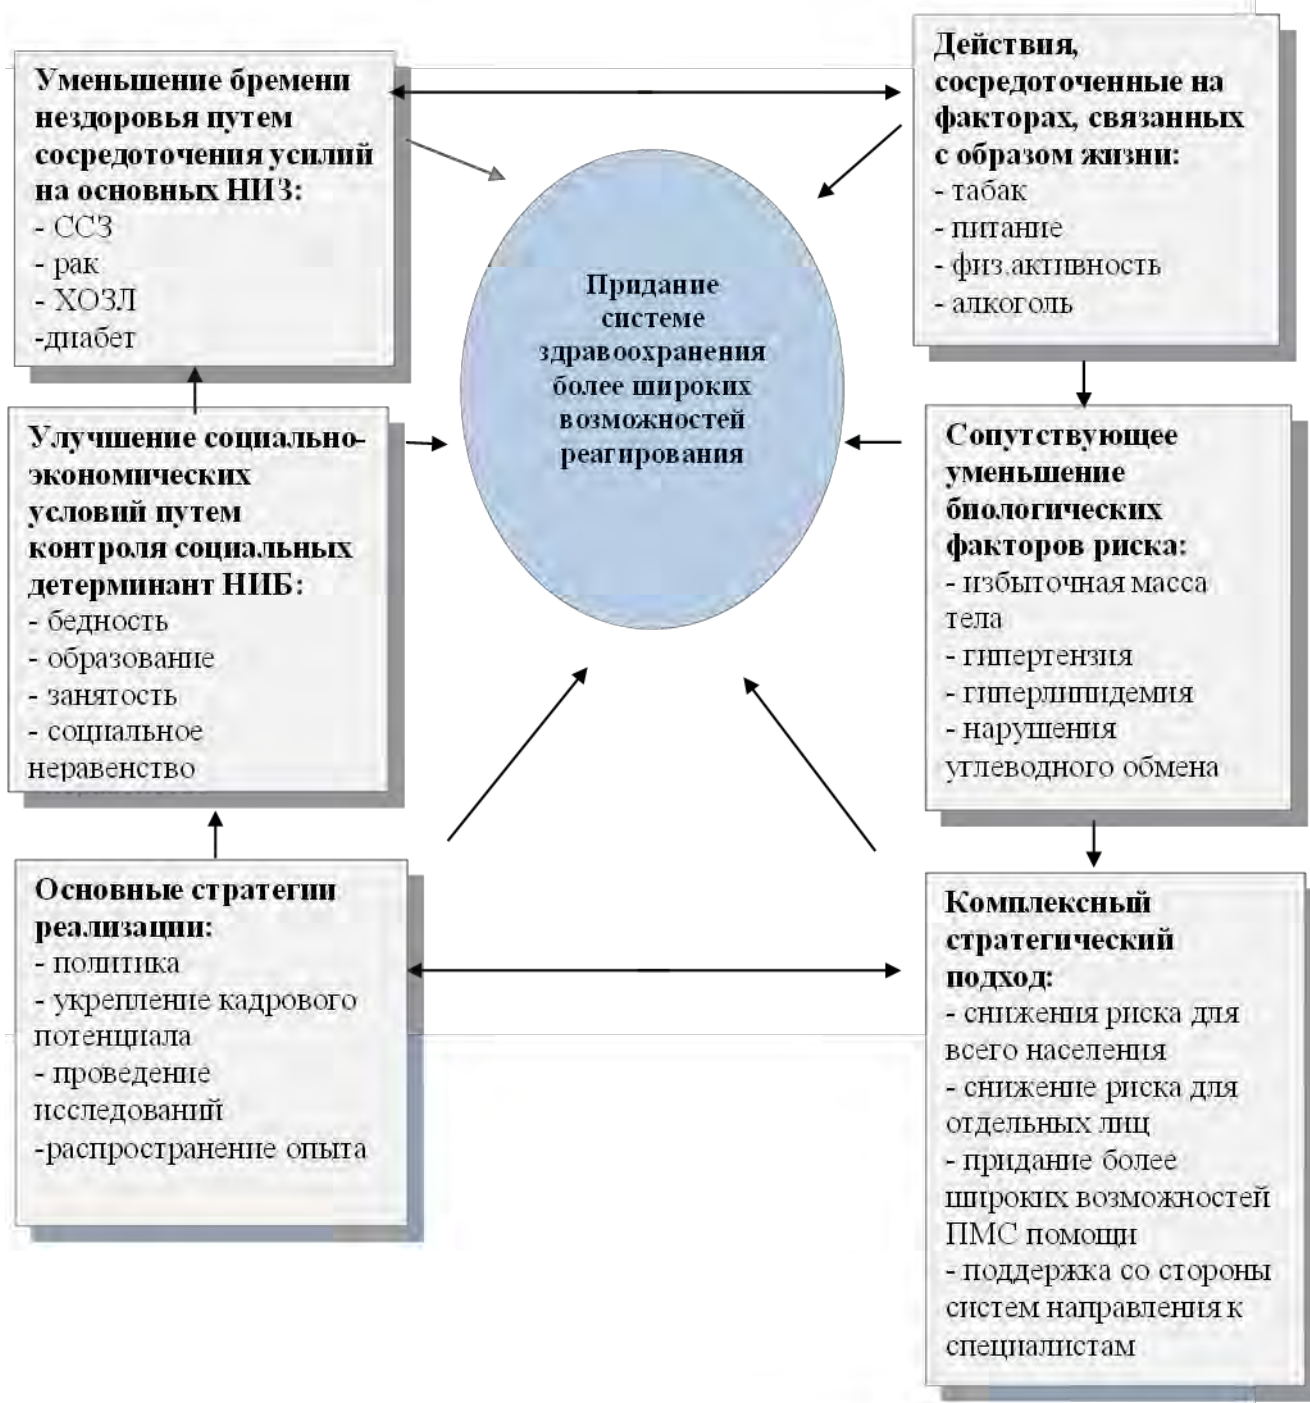 Уменьшение бремени
нездоровья путем
сосредоточения усилий
на основных НИЗ:
- ССЗ
- рак
- ХОЗЛ
-диабет
Действия,
сосредоточенные на
факторах, связанных
с образом жизни:
- табак
- питание
- физ.активность
- алкоголь
Придание
системе
здравоохранения
более широких
возможностей
реагирования
Улучшение социально-
экономических
условий путем
контроля социальных
детерминант НИБ:
- бедность
- образование
- занятость
- социальное
неравенство
Сопутствующее
уменьшение
биологических
факторов риска:
- избыточная масса
тела
- гипертензия
- гиперлипидемия
- нарушения
углеводного обмена
Основные стратегии
реализации:
- политика
- укрепление кадрового
потенциала
- проведение
исследований
-распространение опыта
Комплексный
стратегический
подход:
- снижения риска для
всего населения
- снижение риска для
отдельных лиц
- придание более
широких возможностей
ПМС помощи
- поддержка со стороны
систем направления к
специалистам